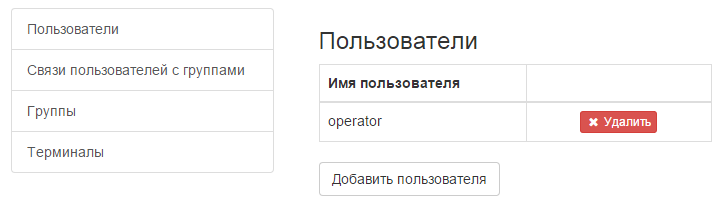 Пользователи
Связи пользователей с группами
Группы
Терминалы
Пользователи
Имя пользователя
operator
✖ Удалить
Добавить пользователя